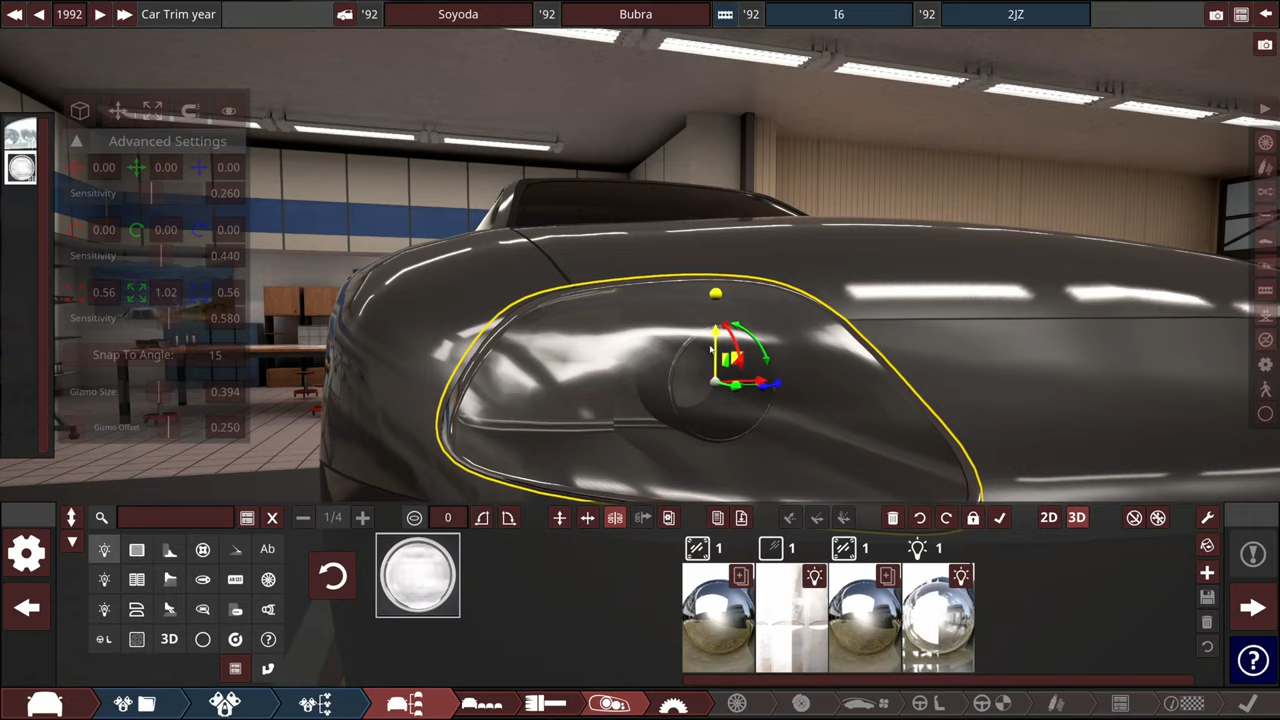 1992 Car Trim year '92 Soyoda '92 Bubra '92 I6 '92 2JZ
Advanced Settings
0.00 0.00 0.00
Sensitivity 0.260
0.00 0.00 0.00
Sensitivity 0.440
0.56 1.02 0.56
Sensitivity 0.580
Snap To Angle: 15
Gizmo Size 0.394
Gizmo Offset 0.250
1/4 0 2D 3D
1 1 1 1
Ab
L 3D ?
?